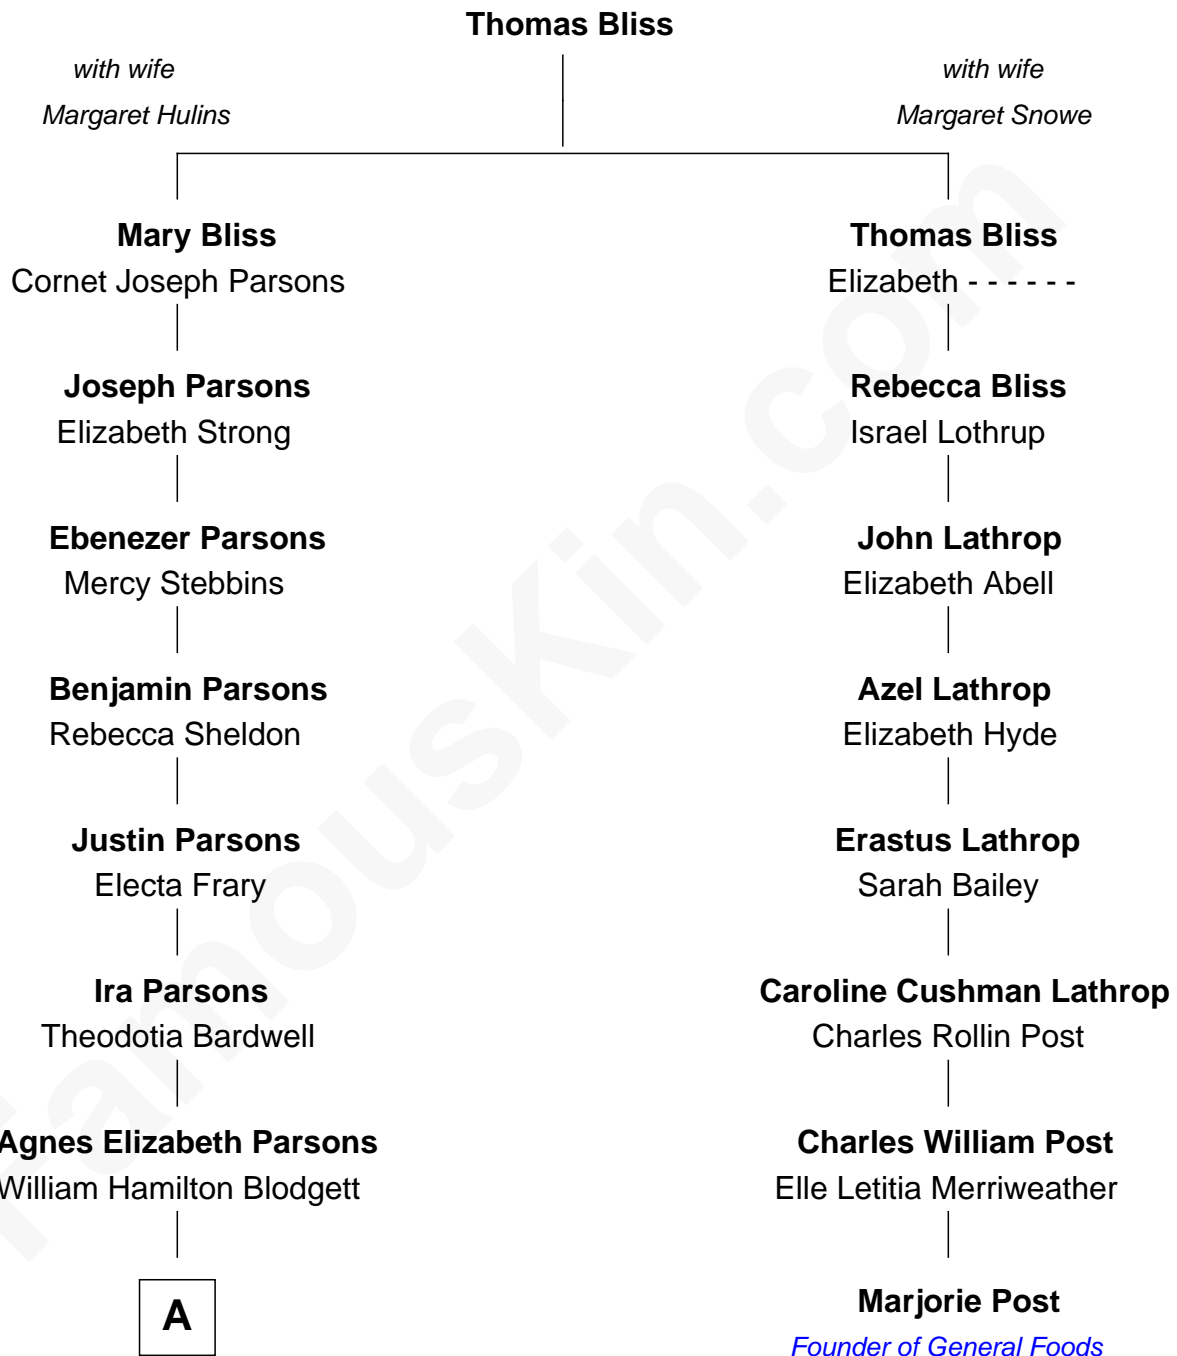 Thomas Bliss
with wife
Margaret Hulins
with wife
Margaret Snowe
Mary Bliss
Cornet Joseph Parsons
Thomas Bliss
Elizabeth - - - - - -
Joseph Parsons
Elizabeth Strong
Rebecca Bliss
Israel Lothrup
Ebenezer Parsons
Mercy Stebbins
John Lathrop
Elizabeth Abell
Benjamin Parsons
Rebecca Sheldon
Azel Lathrop
Elizabeth Hyde
Justin Parsons
Electa Frary
Erastus Lathrop
Sarah Bailey
Ira Parsons
Theodotia Bardwell
Caroline Cushman Lathrop
Charles Rollin Post
Agnes Elizabeth Parsons
William Hamilton Blodgett
Charles William Post
Elle Letitia Merriweather
A
Marjorie Post
Founder of General Foods
FamousKin.com